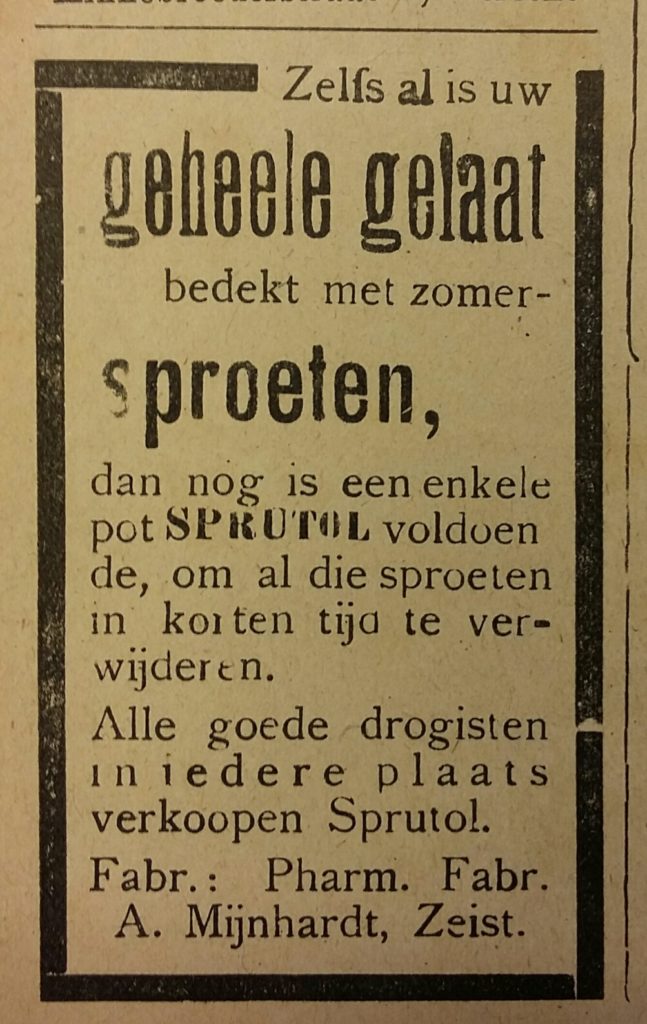 Zelfs al is uw
geheele gelaat
bedekt met zomer-
sproeten,
dan nog is een enkele
pot SPRUTOL voldoen
de, om al die sproeten
in korten tijd te ver-
wijderen.
Alle goede drogisten
in iedere plaats
verkoopen Sprutol.
Fabr.: Pharm. Fabr.
A. Mijnhardt, Zeist.